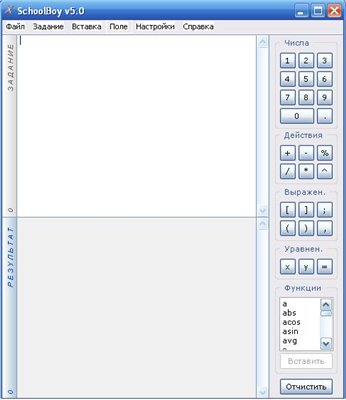 SchoolBoy v5.0
Файл Задание Вставка Поле Настройки Справка
ЗАДАНИЕ
0
РЕЗУЛЬТАТ
0
Числа
1 2 3
4 5 6
7 8 9
0 .
Действия
+ - %
/ * ^
Выражен.
[ ] ;
( ) ,
Уравнен.
x y =
Функции
a
abs
acos
asin
avg
Вставить
Отчистить